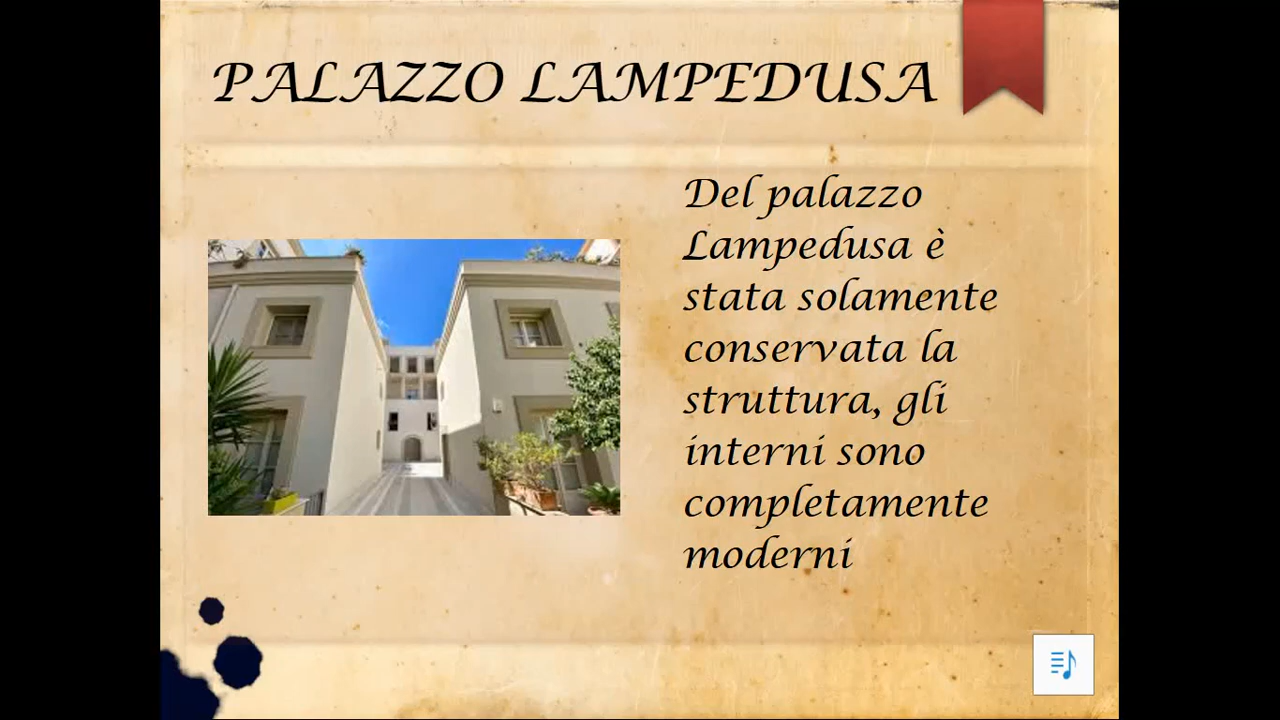 PALAZZO LAMPEDUSA
Del palazzo
Lampedusa è
stata solamente
conservata la
struttura, gli
interni sono
completamente
moderni